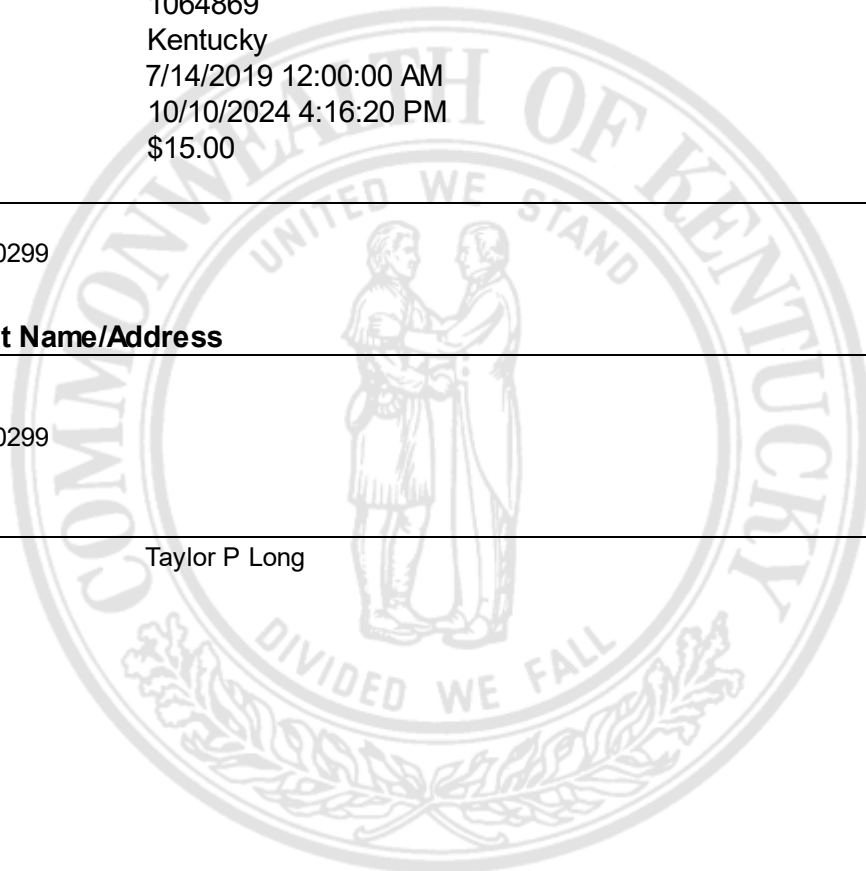 1064869
Kentucky
7/14/2019 12:00:00 AM
10/10/2024 4:16:20 PM
$15.00
0299
t Name/Address
0299
Taylor P Long
COMMONWEALTH OF KENTUCKY
UNITED WE STAND
DIVIDED WE FALL